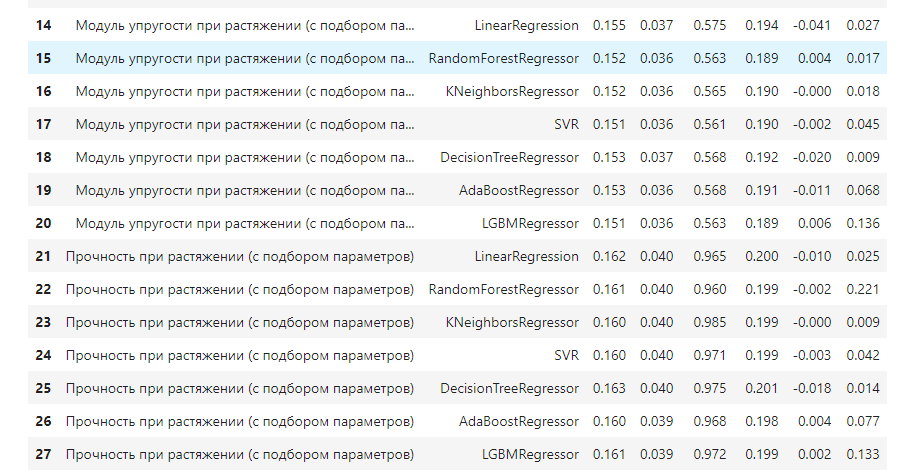 14 Модуль упругости при растяжении (с подбором па... LinearRegression 0.155 0.037 0.575 0.194 -0.041 0.027
15 Модуль упругости при растяжении (с подбором па... RandomForestRegressor 0.152 0.036 0.563 0.189 0.004 0.017
16 Модуль упругости при растяжении (с подбором па... KNeighborsRegressor 0.152 0.036 0.565 0.190 -0.000 0.018
17 Модуль упругости при растяжении (с подбором па... SVR 0.151 0.036 0.561 0.190 -0.002 0.045
18 Модуль упругости при растяжении (с подбором па... DecisionTreeRegressor 0.153 0.037 0.568 0.192 -0.020 0.009
19 Модуль упругости при растяжении (с подбором па... AdaBoostRegressor 0.153 0.036 0.568 0.191 -0.011 0.068
20 Модуль упругости при растяжении (с подбором па... LGBMRegressor 0.151 0.036 0.563 0.189 0.006 0.136
21 Прочность при растяжении (с подбором параметров) LinearRegression 0.162 0.040 0.965 0.200 -0.010 0.025
22 Прочность при растяжении (с подбором параметров) RandomForestRegressor 0.161 0.040 0.960 0.199 -0.002 0.221
23 Прочность при растяжении (с подбором параметров) KNeighborsRegressor 0.160 0.040 0.985 0.199 -0.000 0.009
24 Прочность при растяжении (с подбором параметров) SVR 0.160 0.040 0.971 0.199 -0.003 0.042
25 Прочность при растяжении (с подбором параметров) DecisionTreeRegressor 0.163 0.040 0.975 0.201 -0.018 0.014
26 Прочность при растяжении (с подбором параметров) AdaBoostRegressor 0.160 0.039 0.968 0.198 0.004 0.077
27 Прочность при растяжении (с подбором параметров) LGBMRegressor 0.161 0.039 0.972 0.199 0.002 0.133